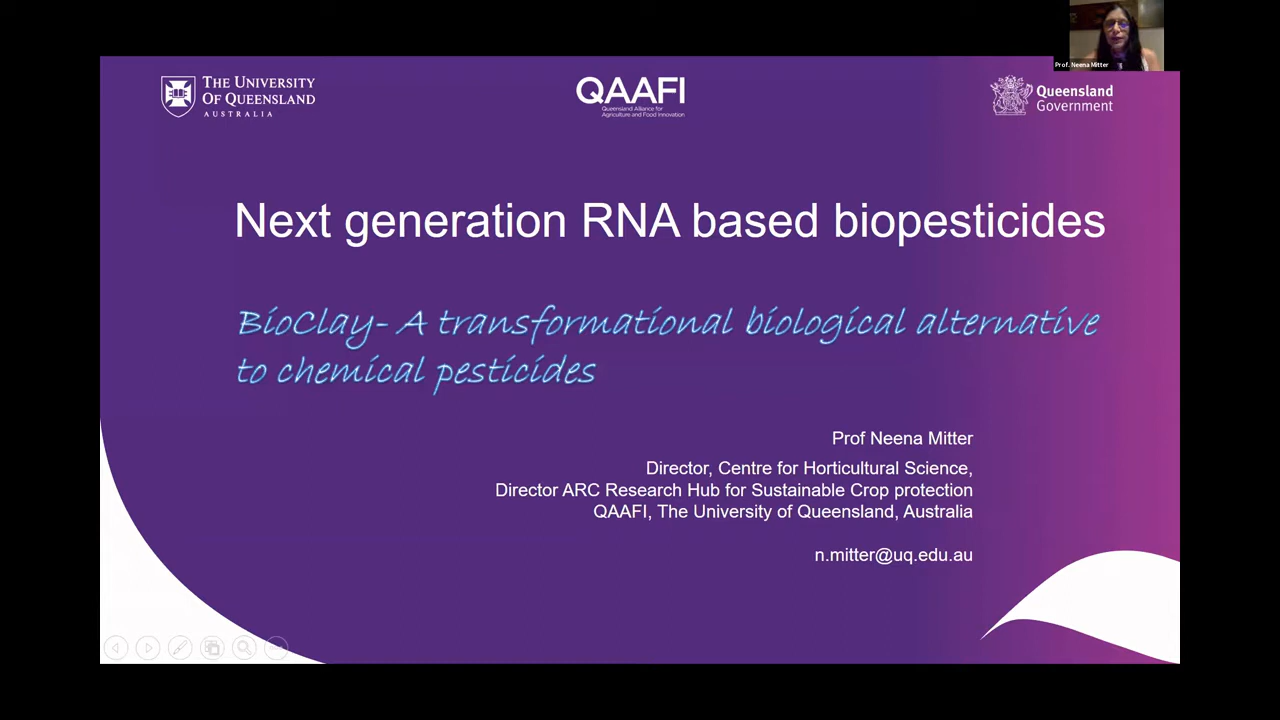 Prof. Neena Mitter
THE UNIVERSITY
OF QUEENSLAND
AUSTRALIA
QAAFI
Queensland Alliance for
Agriculture and Food Innovation
Queensland
Government
Next generation RNA based biopesticides
BioClay- A transformational biological alternative
to chemical pesticides
Prof Neena Mitter
Director, Centre for Horticultural Science,
Director ARC Research Hub for Sustainable Crop protection
QAAFI, The University of Queensland, Australia
n.mitter@uq.edu.au